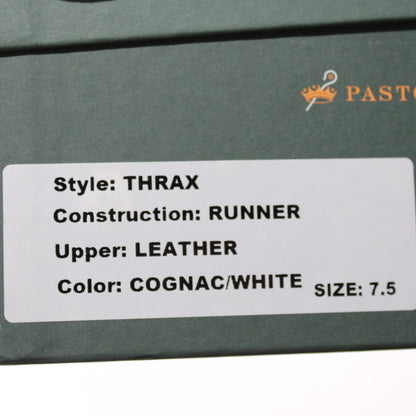 PASTO
Style: THRAX
Construction: RUNNER
Upper: LEATHER
Color: COGNAC/WHITE SIZE: 7.5